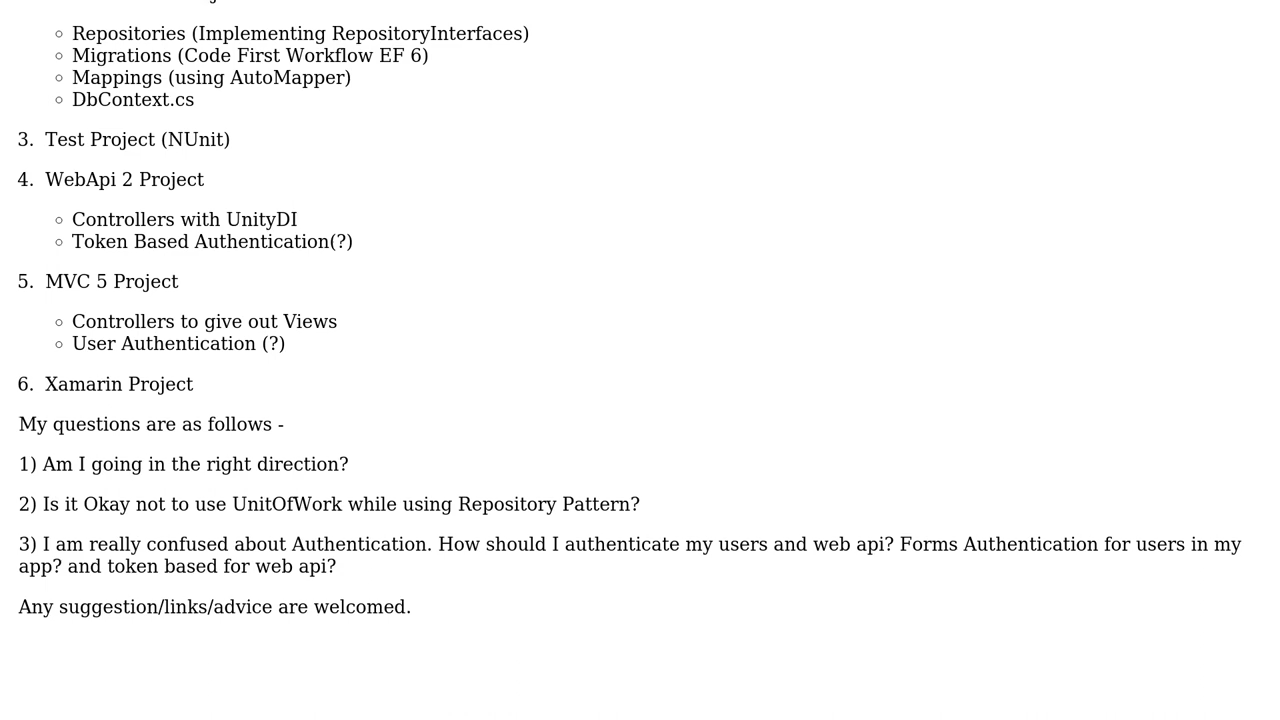 Repositories (Implementing RepositoryInterfaces)
Migrations (Code First Workflow EF 6)
Mappings (using AutoMapper)
DbContext.cs
3. Test Project (NUnit)
4. WebApi 2 Project
Controllers with UnityDI
Token Based Authentication(?)
5. MVC 5 Project
Controllers to give out Views
User Authentication (?)
6. Xamarin Project
My questions are as follows -
1) Am I going in the right direction?
2) Is it Okay not to use UnitOfWork while using Repository Pattern?
3) I am really confused about Authentication. How should I authenticate my users and web api? Forms Authentication for users in my
app? and token based for web api?
Any suggestion/links/advice are welcomed.